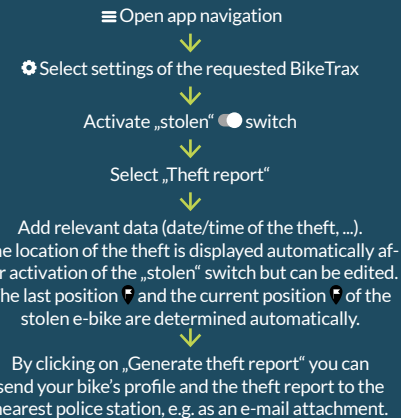 Open app navigation
Select settings of the requested BikeTrax
Activate „stolen“ switch
Select „Theft report“
Add relevant data (date/time of the theft, ...).
location of the theft is displayed automatically af-
activation of the „stolen“ switch but can be edited.
last position and the current position of the
stolen e-bike are determined automatically.
By clicking on „Generate theft report“ you can
send your bike’s profile and the theft report to the
nearest police station, e.g. as an e-mail attachment.